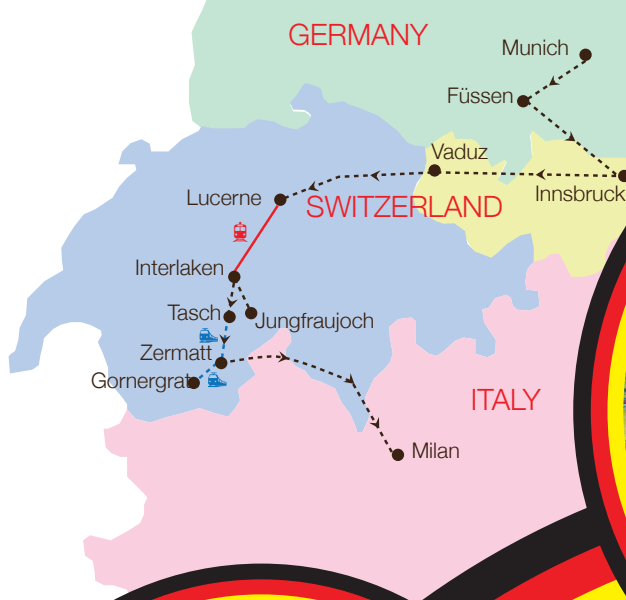 GERMANY
Munich
Füssen
Vaduz
Innsbruck
Lucerne
SWITZERLAND
Interlaken
Tasch
Jungfraujoch
Zermatt
Gornergrat
ITALY
Milan